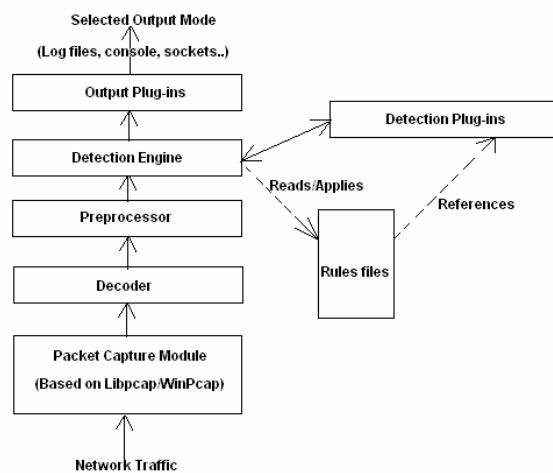 Selected Output Mode
(Log files, console, sockets..)
Output Plug-ins
Detection Plug-ins
Detection Engine
Reads/Applies
References
Preprocessor
Rules files
Decoder
Packet Capture Module
(Based on Libpcap/WinPcap)
Network Traffic